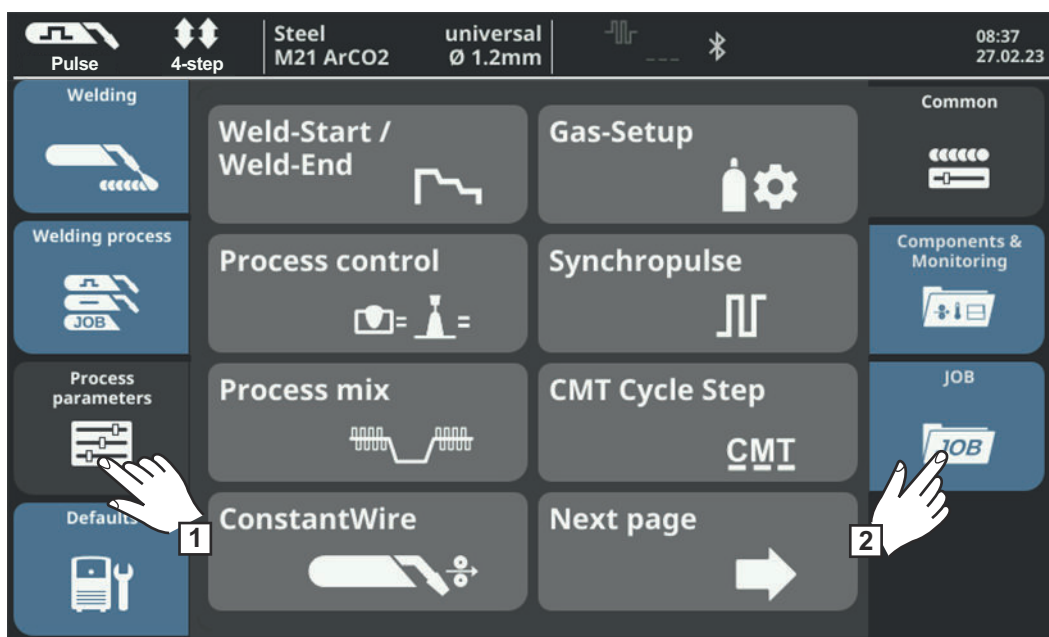 Pulse
4-step
Steel universal
M21 ArCO2 Ø 1.2mm
---
08:37
27.02.23
Welding
Welding process
JOB
Process
parameters
Defaults
1
Weld-Start /
Weld-End
Gas-Setup
Process control
= =
Synchropulse
Process mix
CMT Cycle Step
CMT
ConstantWire
Next page
Common
Components &
Monitoring
JOB
JOB
2